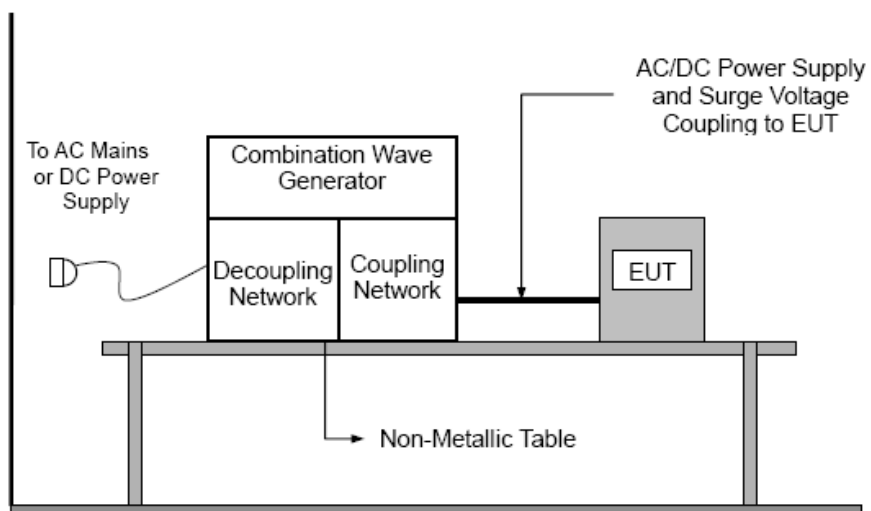 AC/DC Power Supply
and Surge Voltage
Coupling to EUT
To AC Mains
or DC Power
Supply
Combination Wave
Generator
Decoupling
Network
Coupling
Network
EUT
Non-Metallic Table